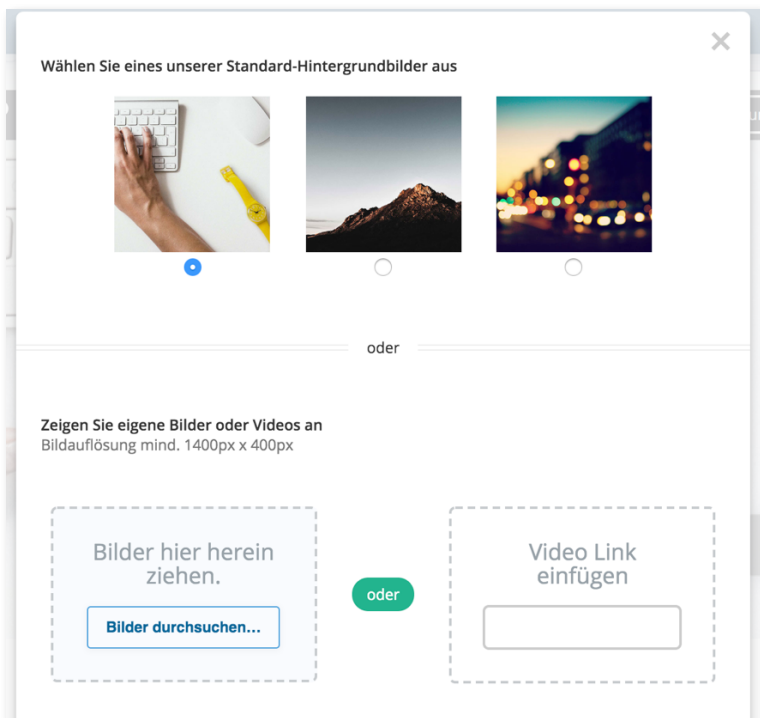 Wählen Sie eines unserer Standard-Hintergrundbilder aus
oder
Zeigen Sie eigene Bilder oder Videos an
Bildauflösung mind. 1400px x 400px
Bilder hier herein
ziehen.
Bilder durchsuchen...
oder
Video Link
einfügen